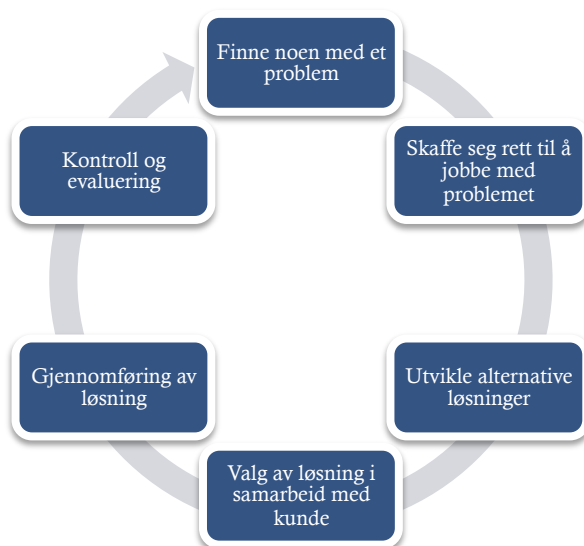 Finne noen med et
problem
Skaffe seg rett til å
jobbe med
problemet
Utvikle alternative
løsninger
Valg av løsning i
samarbeid med
kunde
Gjennomføring av
løsning
Kontroll og
evaluering